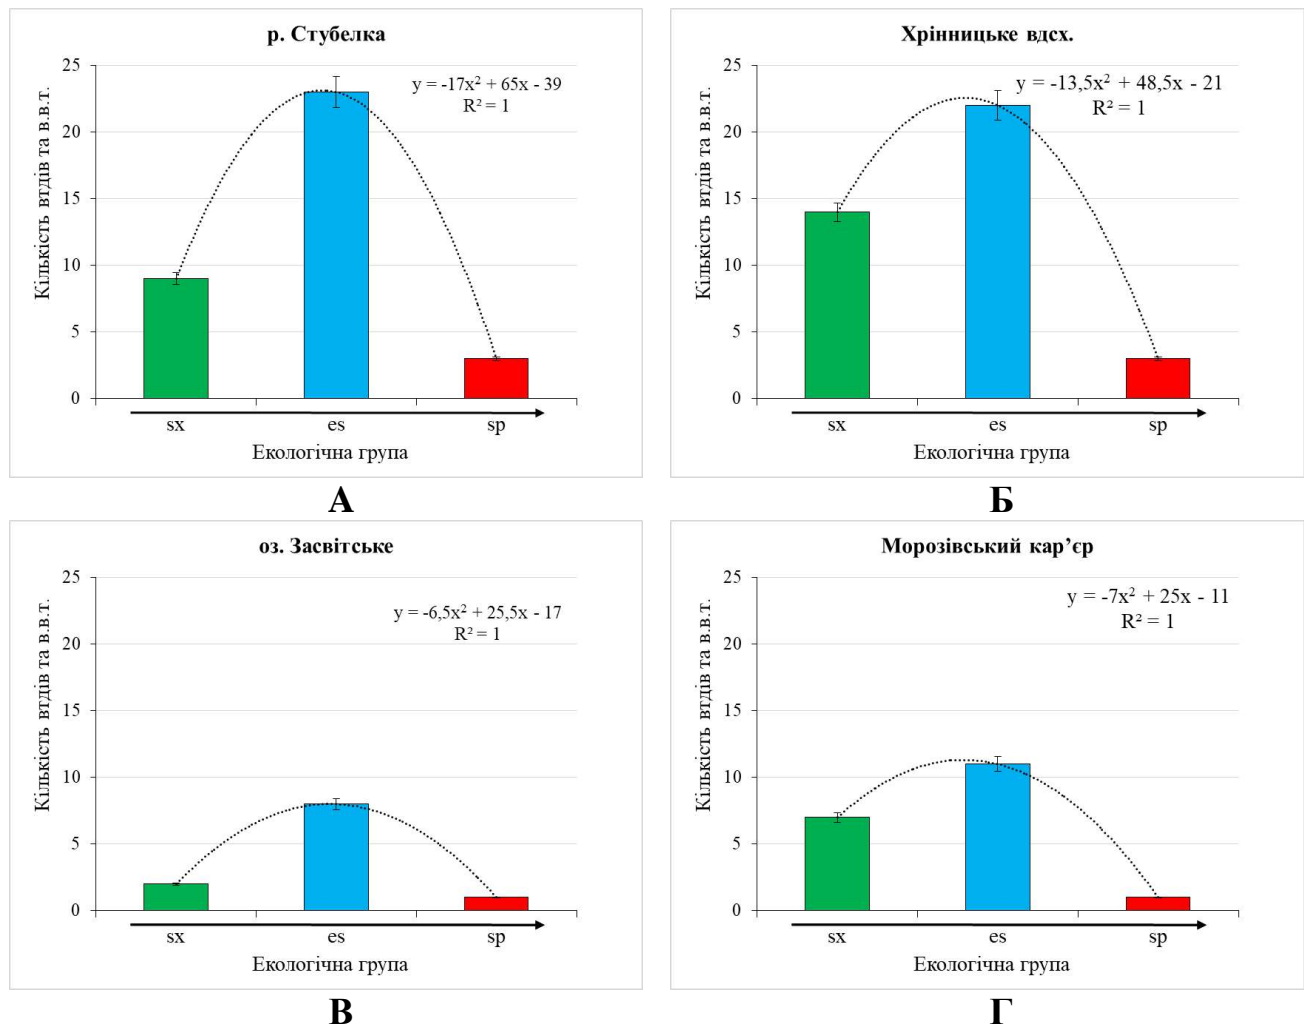 р. Стубелка
Кількість втдів та в.в.т.
25
20
15
10
5
0
y = -17x² + 65x - 39
R² = 1
sx es sp
Екологічна група
А
Хрінницьке вдсх.
Кількість втдів та в.в.т.
25
20
15
10
5
0
y = -13,5x² + 48,5x - 21
R² = 1
sx es sp
Екологічна група
Б
оз. Засвітське
Кількість втдів та в.в.т.
25
20
15
10
5
0
y = -6,5x² + 25,5x - 17
R² = 1
sx es sp
Екологічна група
В
Морозівський кар’єр
Кількість втдів та в.в.т.
25
20
15
10
5
0
y = -7x² + 25x - 11
R² = 1
sx es sp
Екологічна група
Г